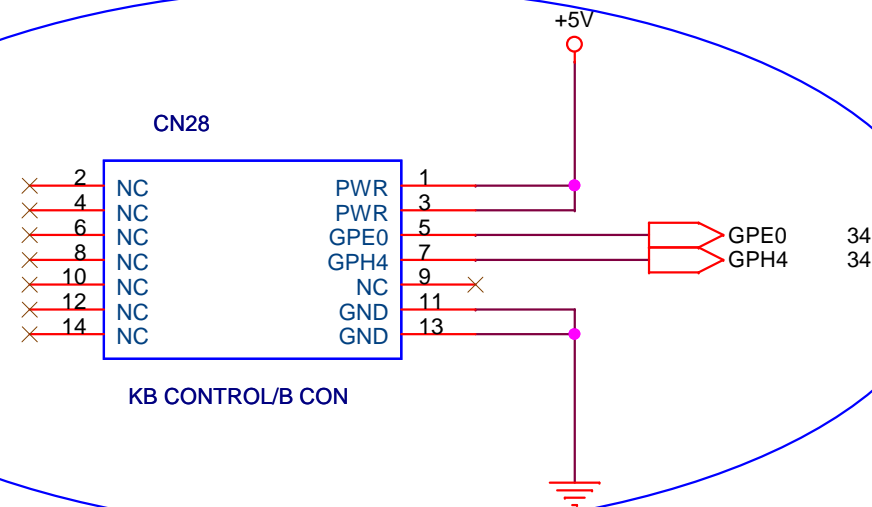 +5V
CN28
2 NC PWR 1
4 NC PWR 3
6 NC GPE0 5 GPE0 34
8 NC GPH4 7 GPH4 34
10 NC NC 9
12 NC GND 11
14 NC GND 13
KB CONTROL/B CON